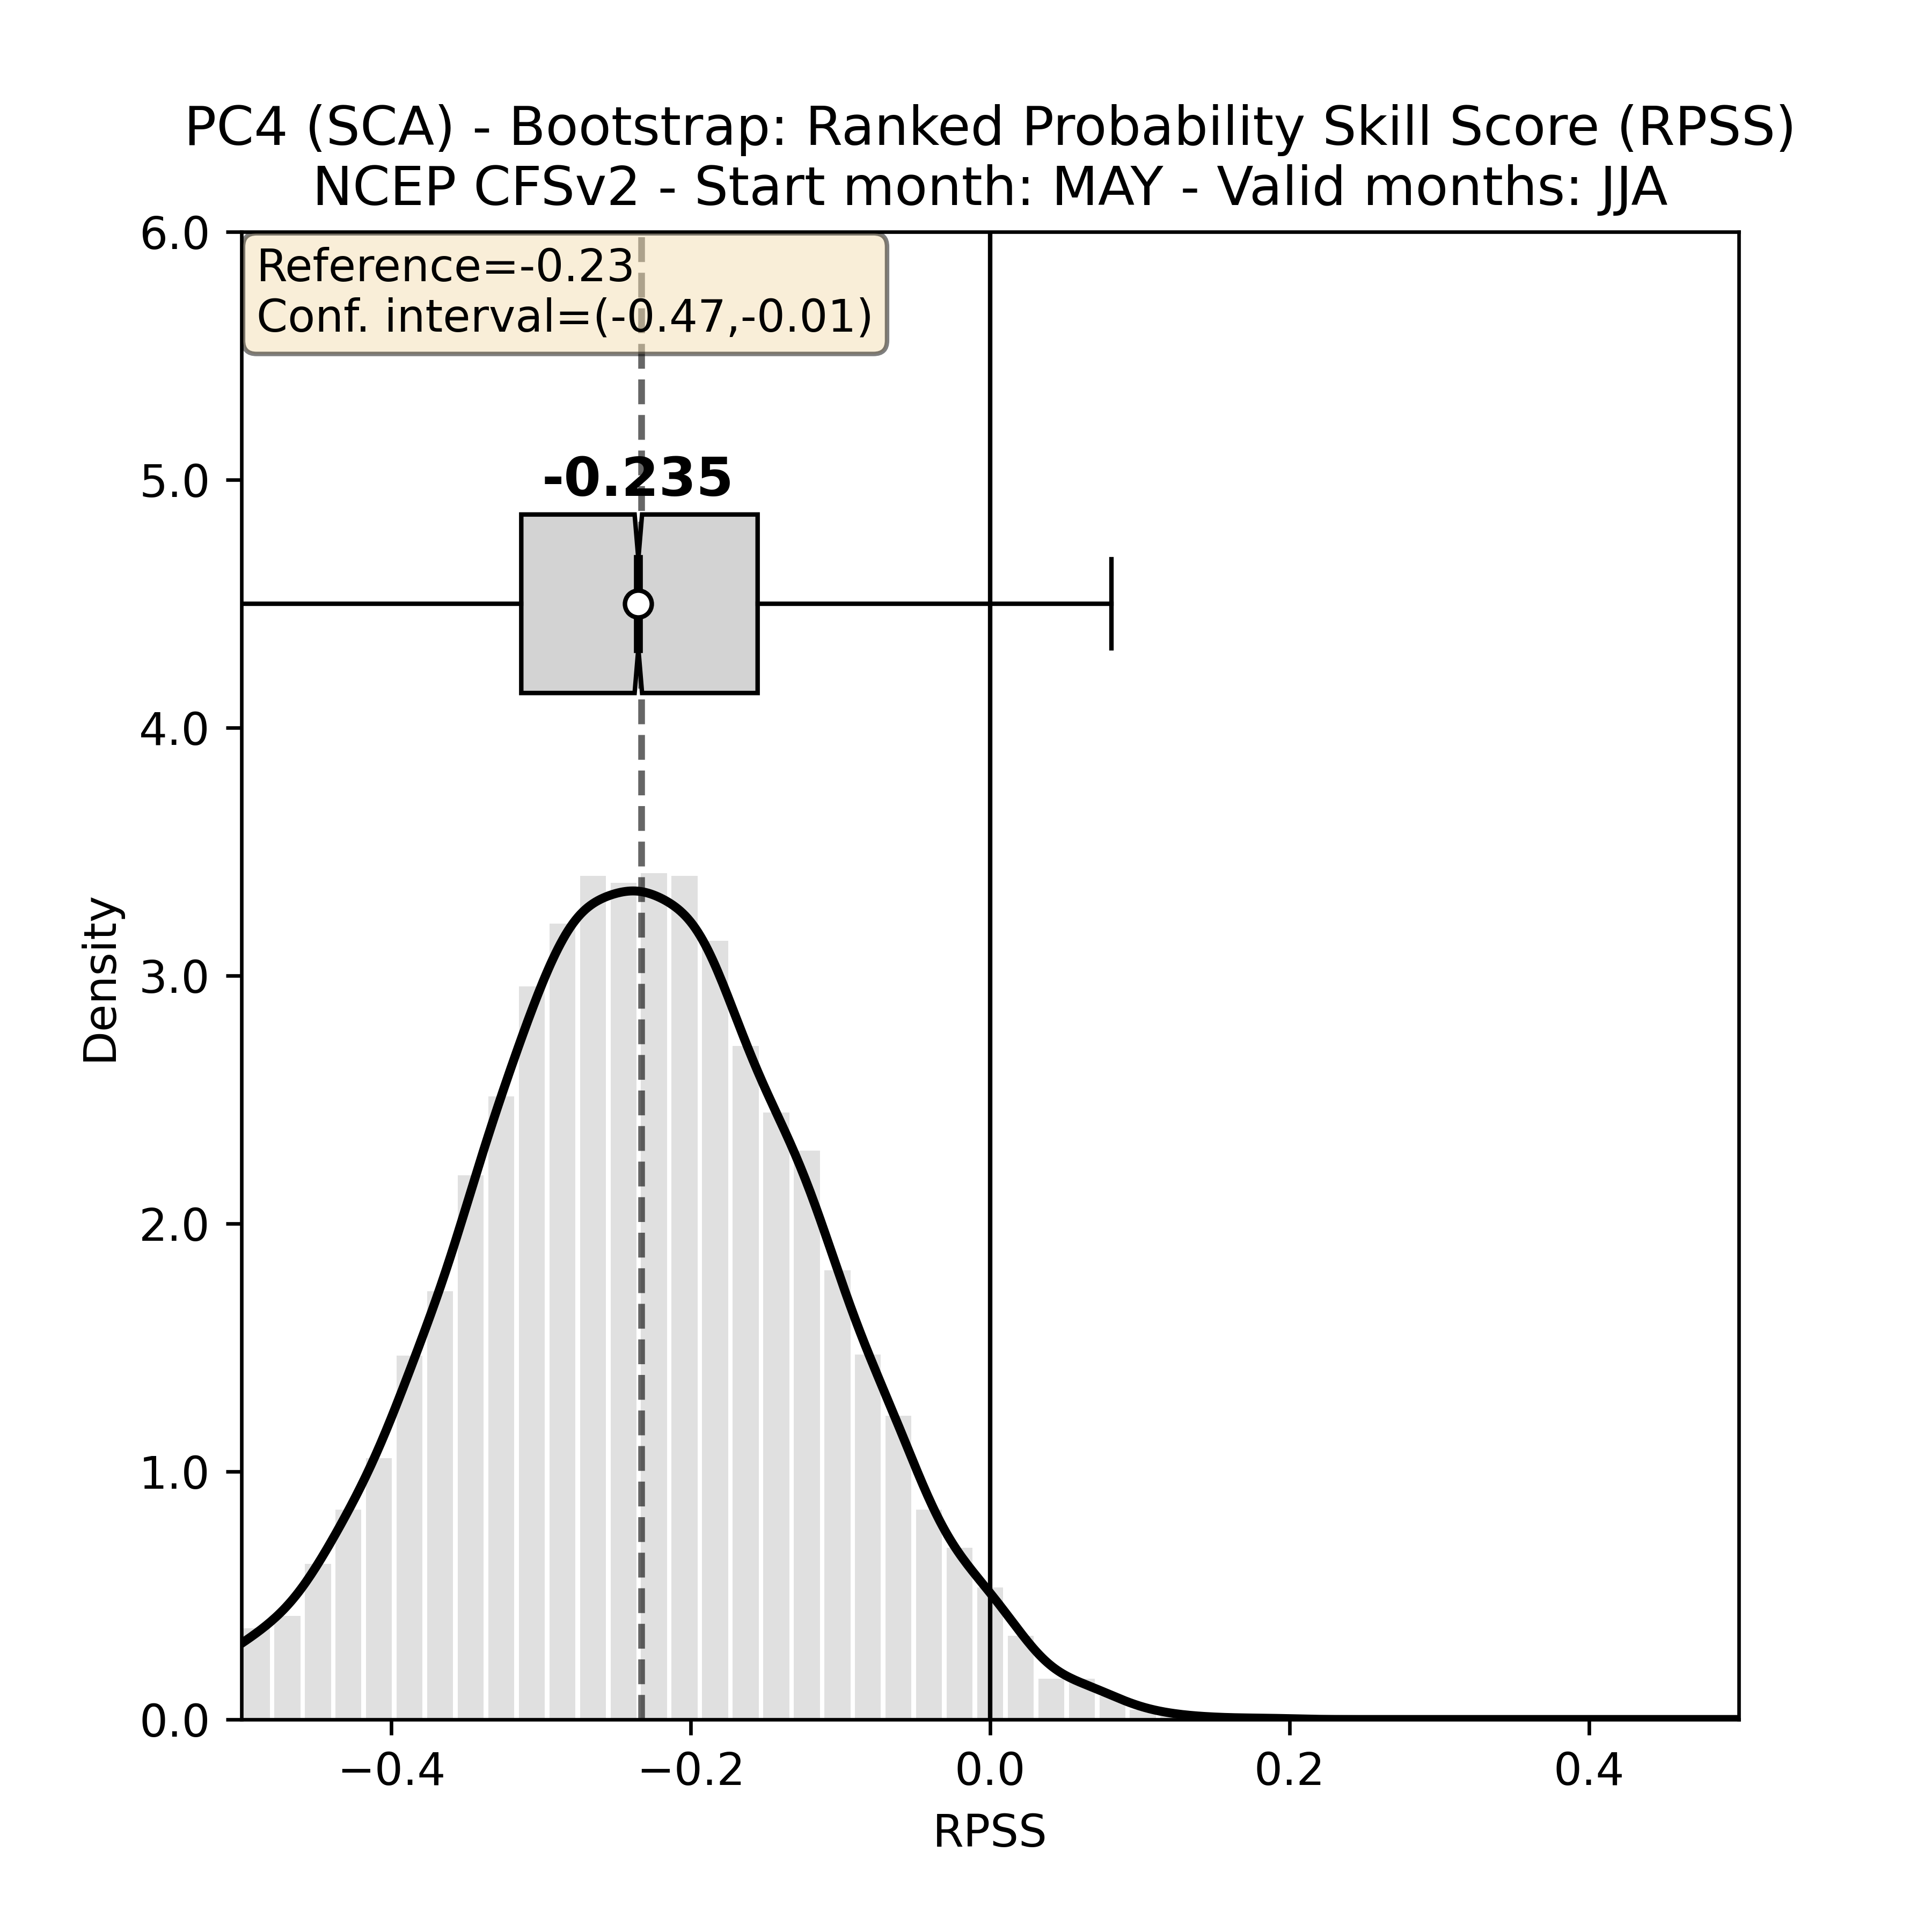 PC4 (SCA) - Bootstrap: Ranked Probability Skill Score (RPSS)
NCEP CFSv2 - Start month: MAY - Valid months: JJA
6.0
Reference=-0.23
Conf. interval=(-0.47,-0.01)
-0.235
5.0
4.0
Density
3.0
2.0
1.0
0.0
−0.4 −0.2 0.0 0.2 0.4
RPSS